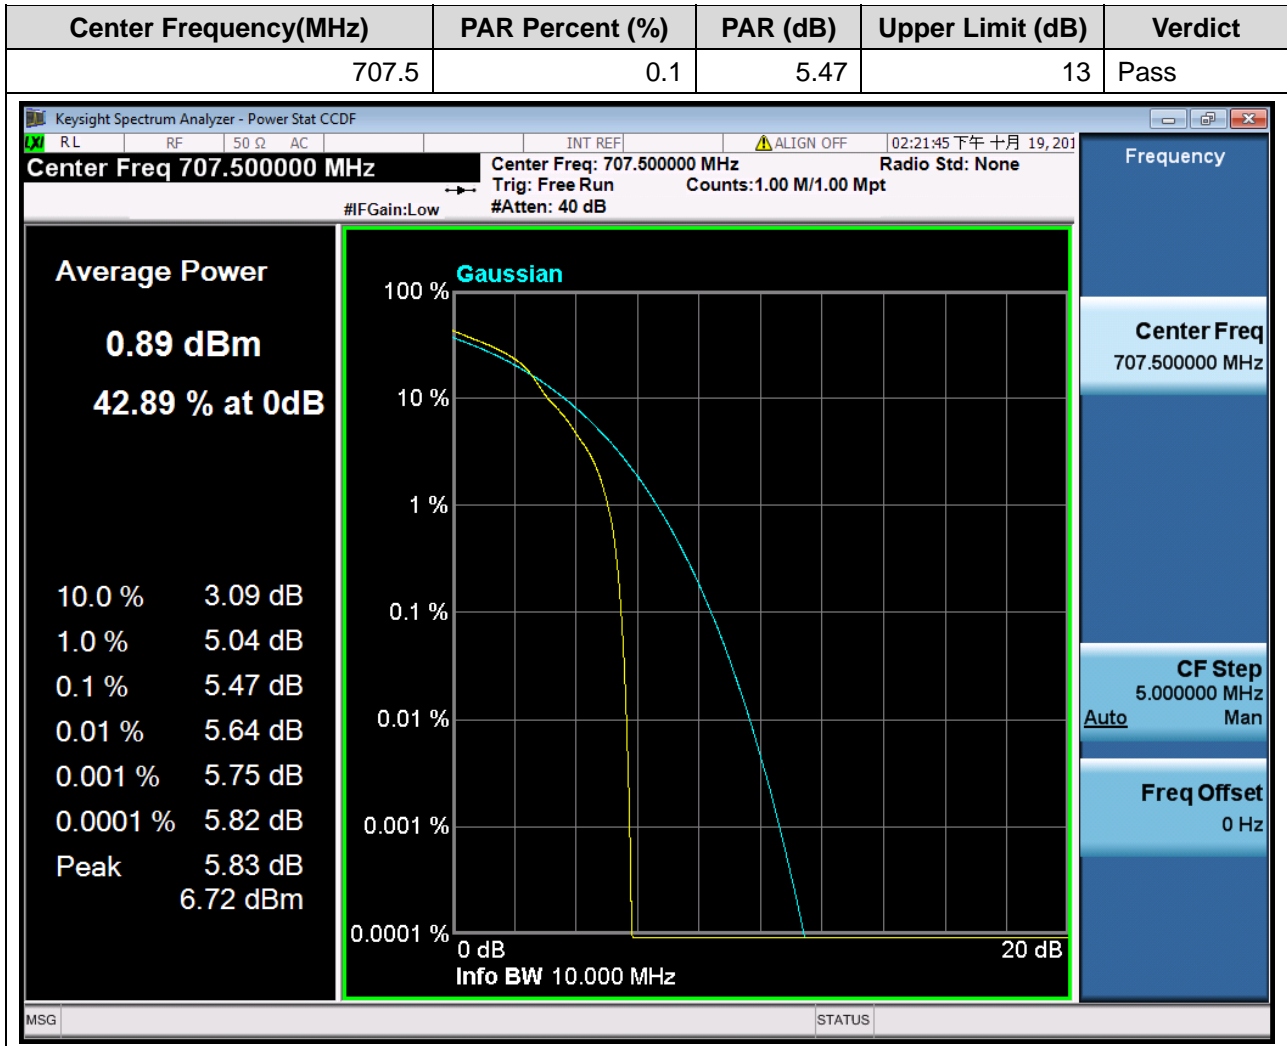 Center Frequency(MHz) PAR Percent (%) PAR (dB) Upper Limit (dB) Verdict
707.5 0.1 5.47 13 Pass
Keysight Spectrum Analyzer - Power Stat CCDF
LXI RL RF 50 Ω AC INT REF ALIGN OFF 02:21:45 下午 十月 19, 201
Center Freq 707.500000 MHz
Center Freq: 707.500000 MHz Radio Std: None
Trig: Free Run Counts:1.00 M/1.00 Mpt
#IFGain:Low #Atten: 40 dB
Average Power
0.89 dBm
42.89 % at 0dB
10.0 % 3.09 dB
1.0 % 5.04 dB
0.1 % 5.47 dB
0.01 % 5.64 dB
0.001 % 5.75 dB
0.0001 % 5.82 dB
Peak 5.83 dB
6.72 dBm
Gaussian
100 %
10 %
1 %
0.1 %
0.01 %
0.001 %
0.0001 %
0 dB 20 dB
Info BW 10.000 MHz
Frequency
Center Freq
707.500000 MHz
CF Step
5.000000 MHz
Auto Man
Freq Offset
0 Hz
MSG STATUS